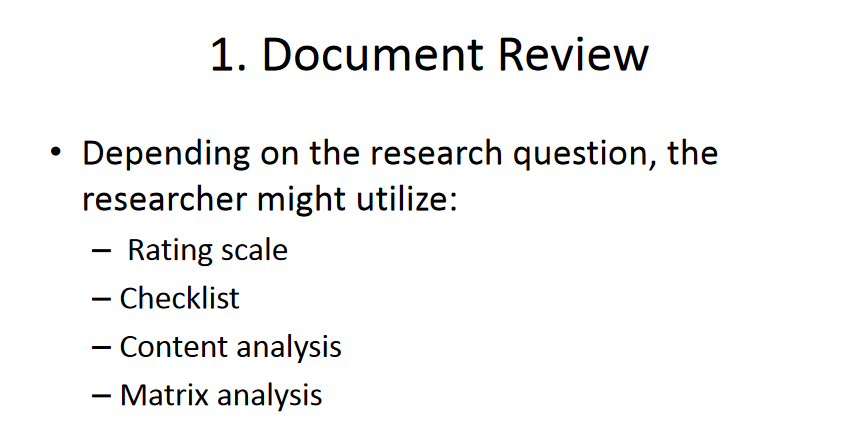 1. Document Review
• Depending on the research question, the
researcher might utilize:
– Rating scale
– Checklist
– Content analysis
– Matrix analysis